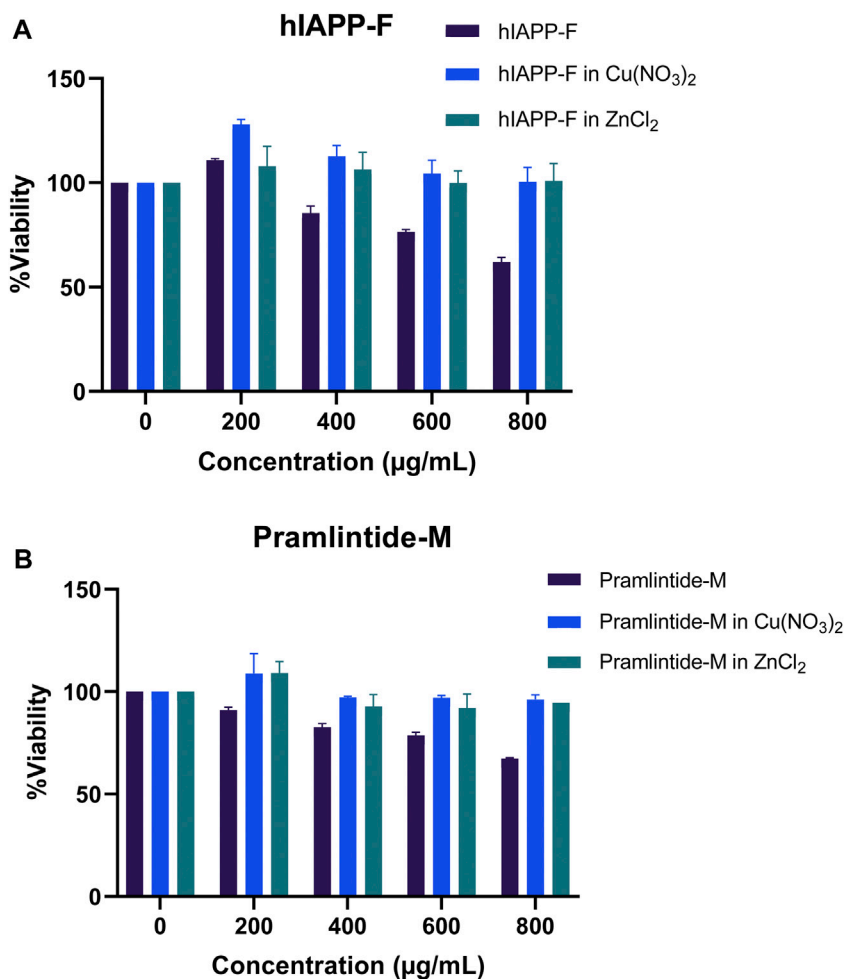 A
hIAPP-F
hIAPP-F
hIAPP-F in Cu(NO₃)₂
hIAPP-F in ZnCl₂
150
100
50
0
%Viability
0 200 400 600 800
Concentration (µg/mL)
B
Pramlintide-M
Pramlintide-M
Pramlintide-M in Cu(NO₃)₂
Pramlintide-M in ZnCl₂
150
100
50
0
%Viability
0 200 400 600 800
Concentration (µg/mL)